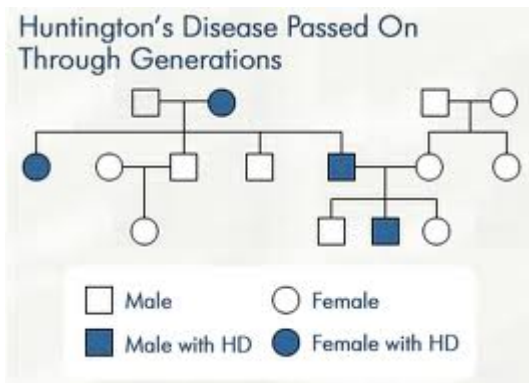 Huntington's Disease Passed On
Through Generations
Male
Female
Male with HD
Female with HD